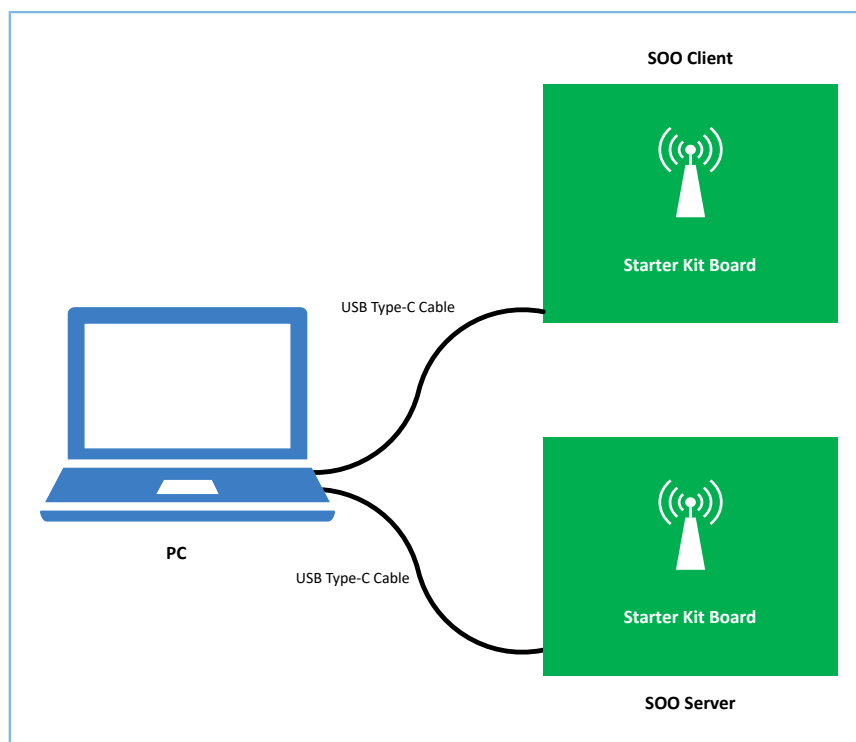 SOO Client
Starter Kit Board
USB Type-C Cable
PC
USB Type-C Cable
Starter Kit Board
SOO Server